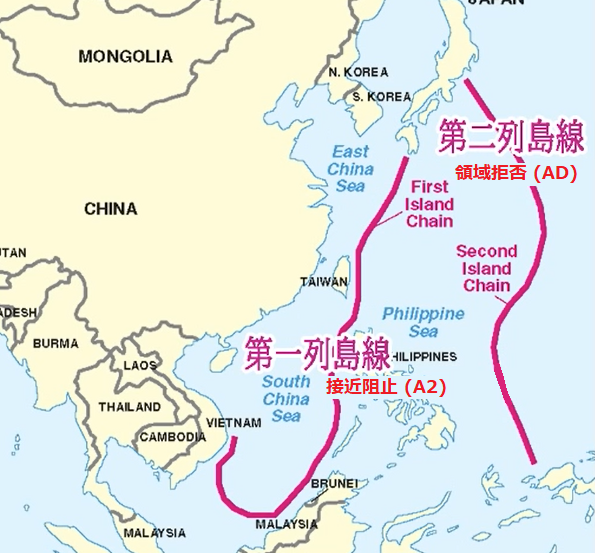 JAPAN
MONGOLIA
N. KOREA
S. KOREA
第二列島線
領域拒否 (AD)
East
China
Sea
First
Island
Chain
CHINA
Second
Island
Chain
UTAN
TAIWAN
Philippine
Sea
ADESH
BURMA
第一列島線
HILIPPINES
LAOS
接近阻止 (A2)
South
China
Sea
THAILAND
VIETNAM
CAMBODIA
BRUNEI
MALAYSIA
MALAYSIA